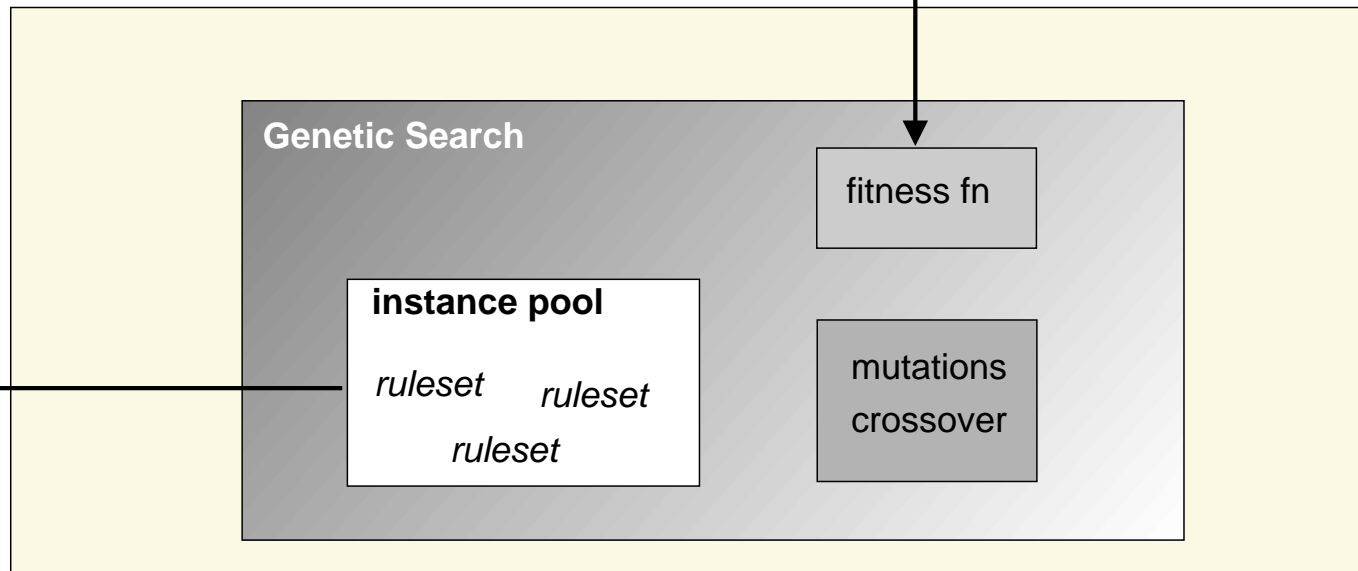 Genetic Search
fitness fn
instance pool
ruleset
ruleset
ruleset
mutations
crossover